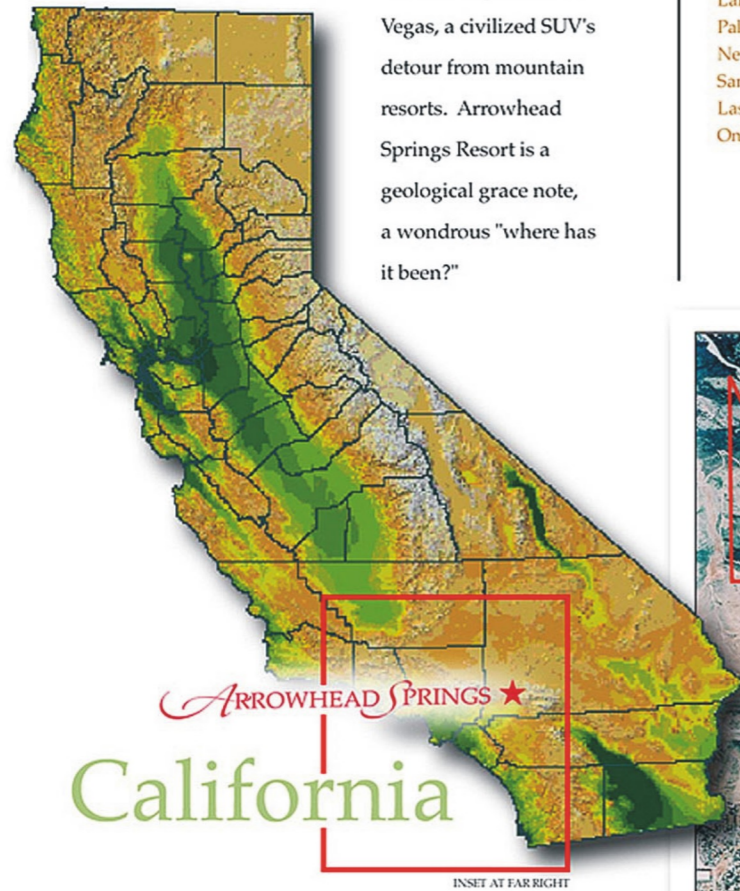 Vegas, a civilized SUV's
detour from mountain
resorts. Arrowhead
Springs Resort is a
geological grace note,
a wondrous "where has
it been?"
ARROWHEAD SPRINGS
California
INSET AT FAR RIGHT